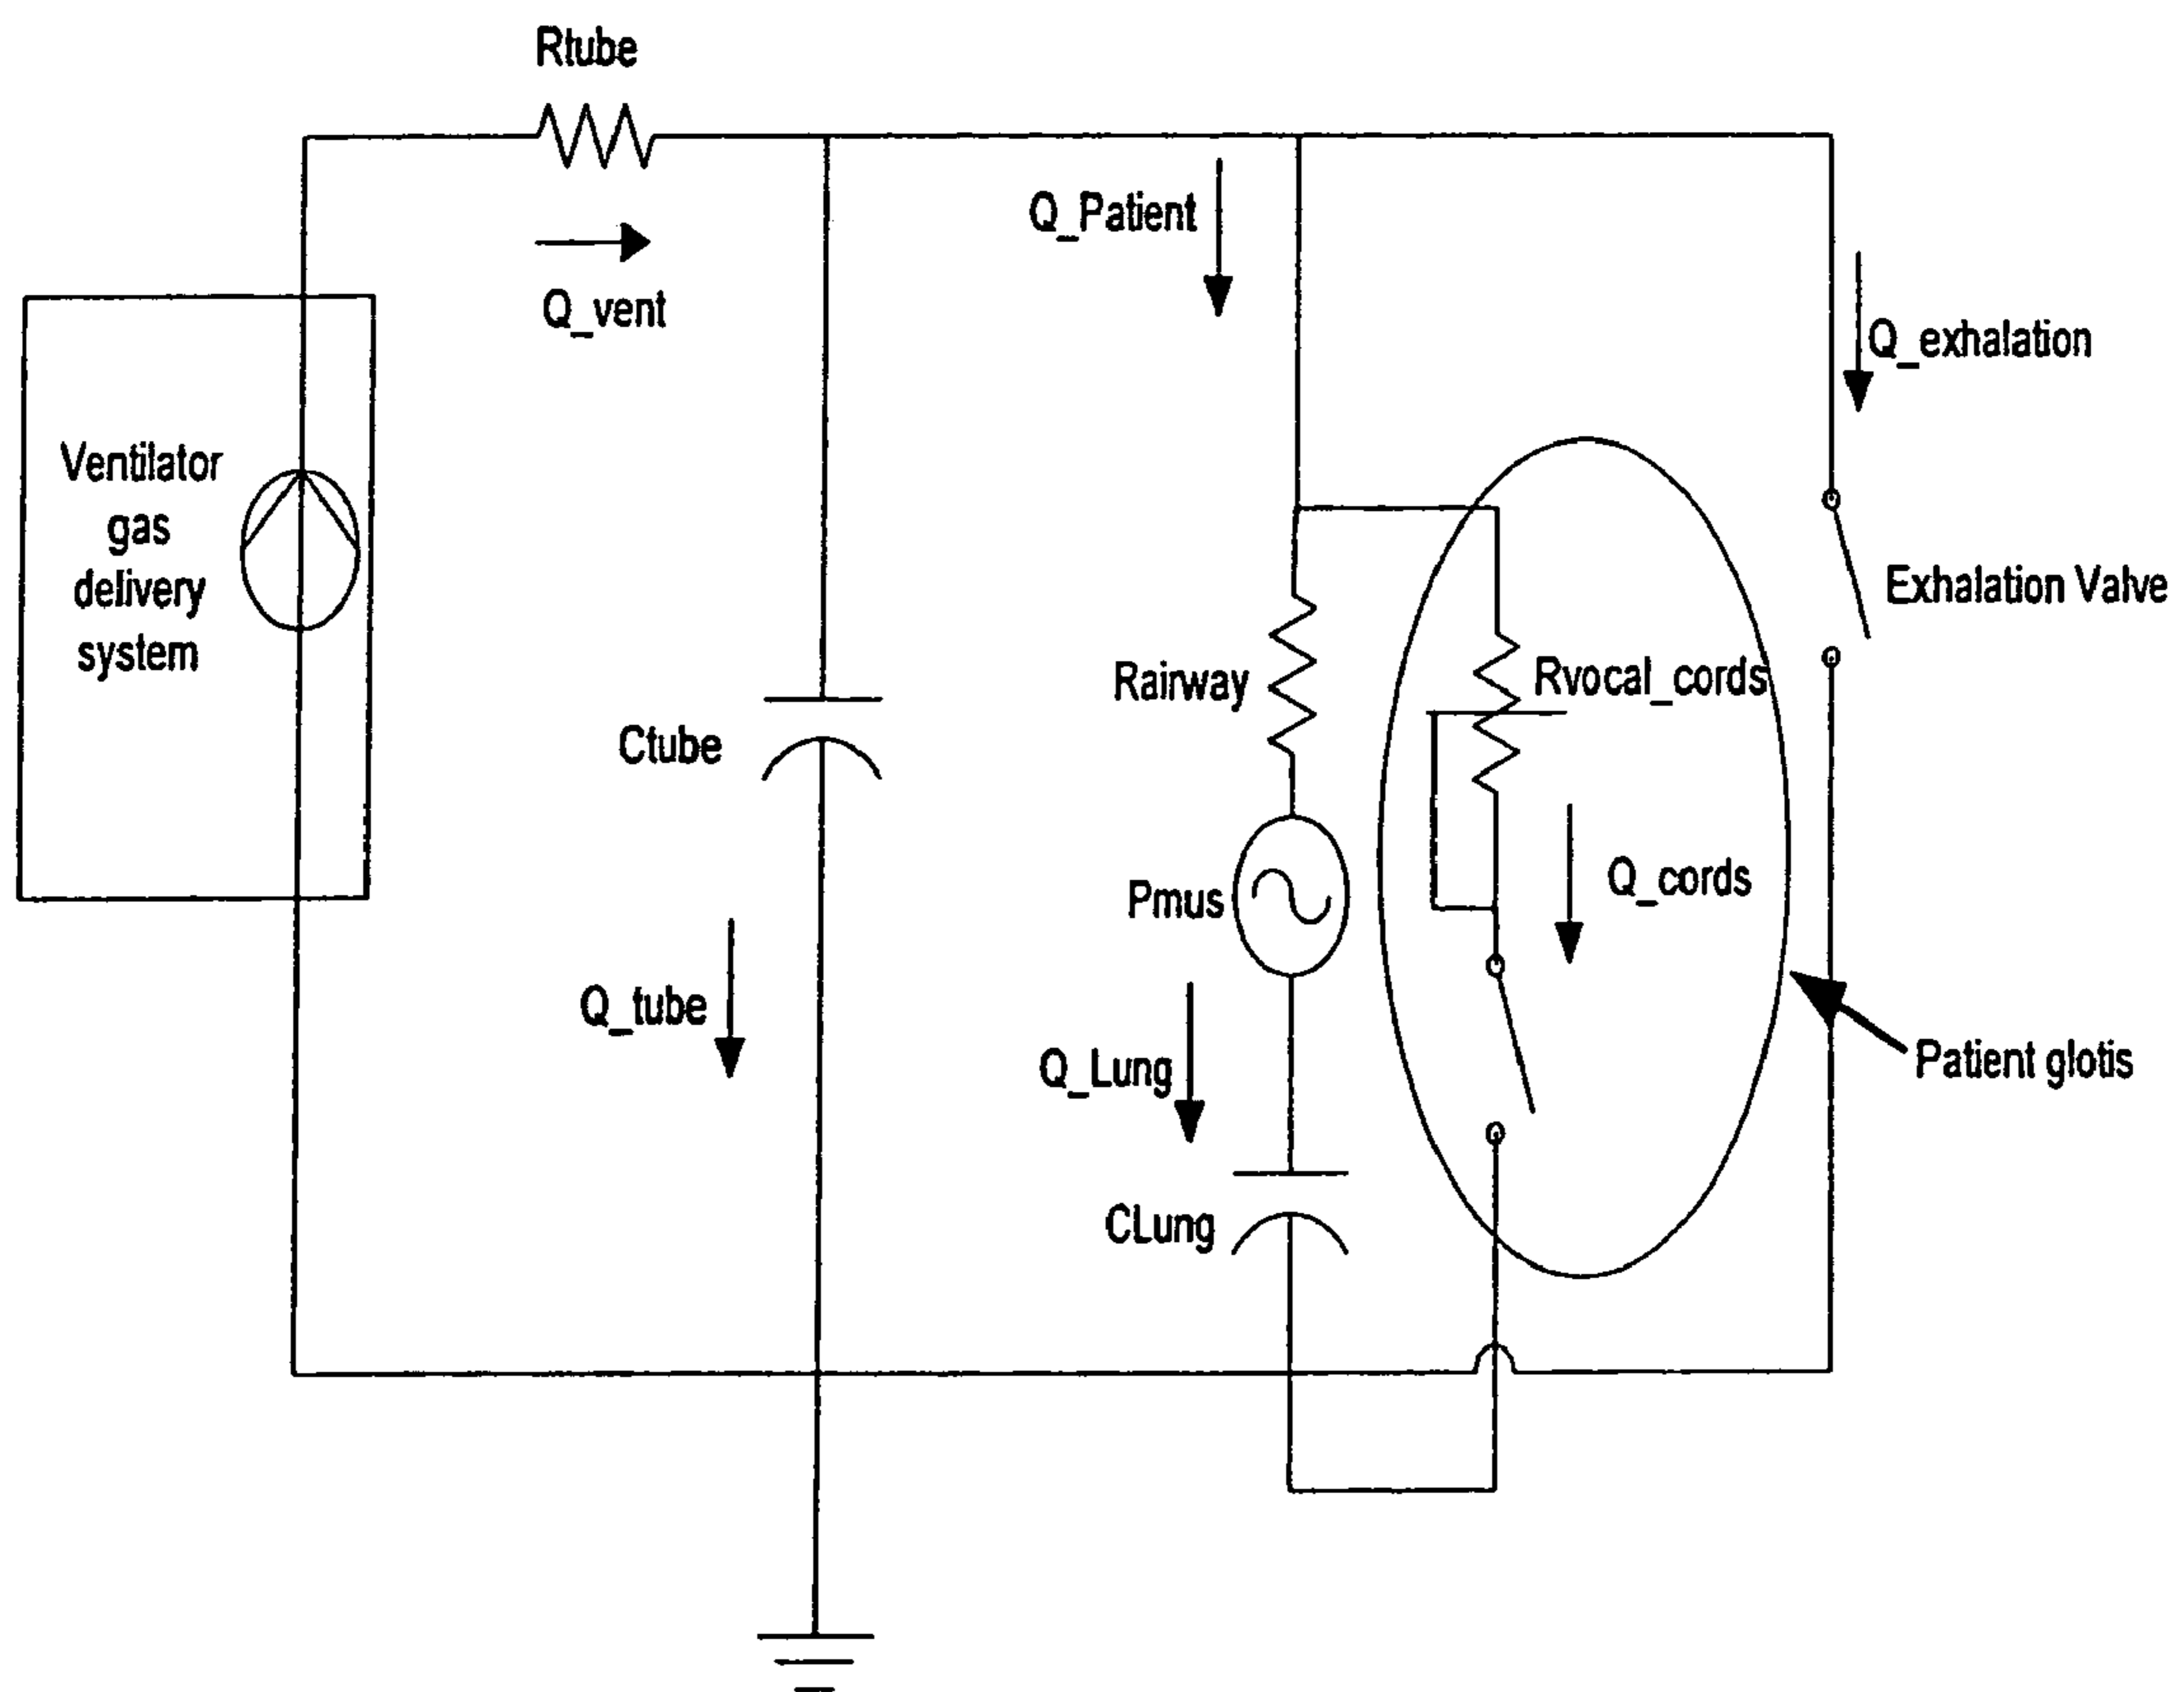 Rtube
Q_vent
Q_Patient
Q_exhalation
Ventilator
gas
delivery
system
Exhalation Valve
Rairway
Rvocal_cords
Ctube
Pmus
Q_cords
Q_tube
Q_Lung
Patient glotis
CLung